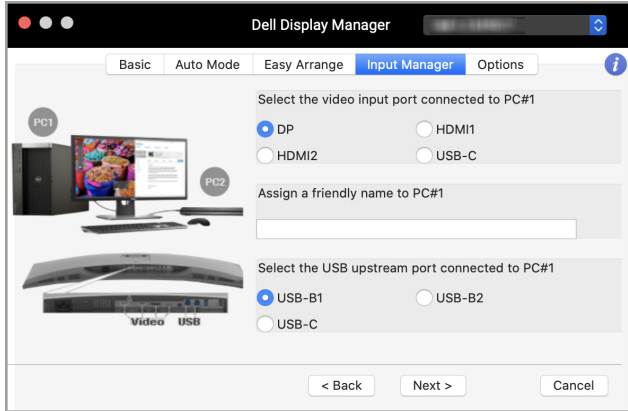 Dell Display Manager
Basic Auto Mode Easy Arrange Input Manager Options
Select the video input port connected to PC#1
DP HDMI1
HDMI2 USB-C
PC1
PC2
Assign a friendly name to PC#1
Select the USB upstream port connected to PC#1
USB-B1 USB-B2
USB-C
Video USB
< Back Next > Cancel